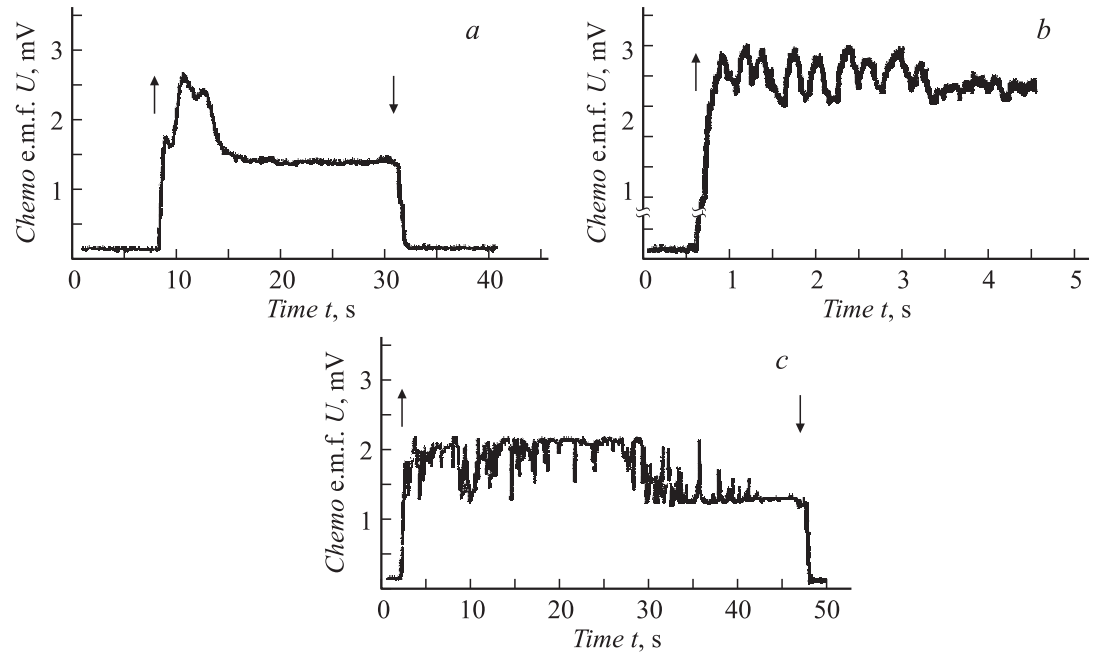 a
Chemo e.m.f. U, mV
3
2
1
0 10 20 30 40
Time t, s
b
Chemo e.m.f. U, mV
3
2
1
0 1 2 3 4 5
Time t, s
c
Chemo e.m.f. U, mV
3
2
1
0 10 20 30 40 50
Time t, s